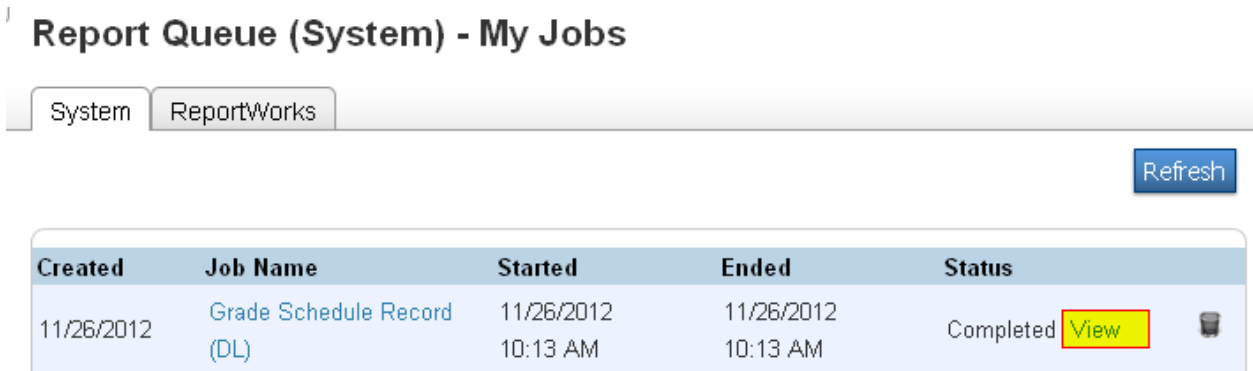 Report Queue (System) - My Jobs
System ReportWorks
Refresh
Created Job Name Started Ended Status
11/26/2012 Grade Schedule Record (DL) 11/26/2012 10:13 AM 11/26/2012 10:13 AM Completed View